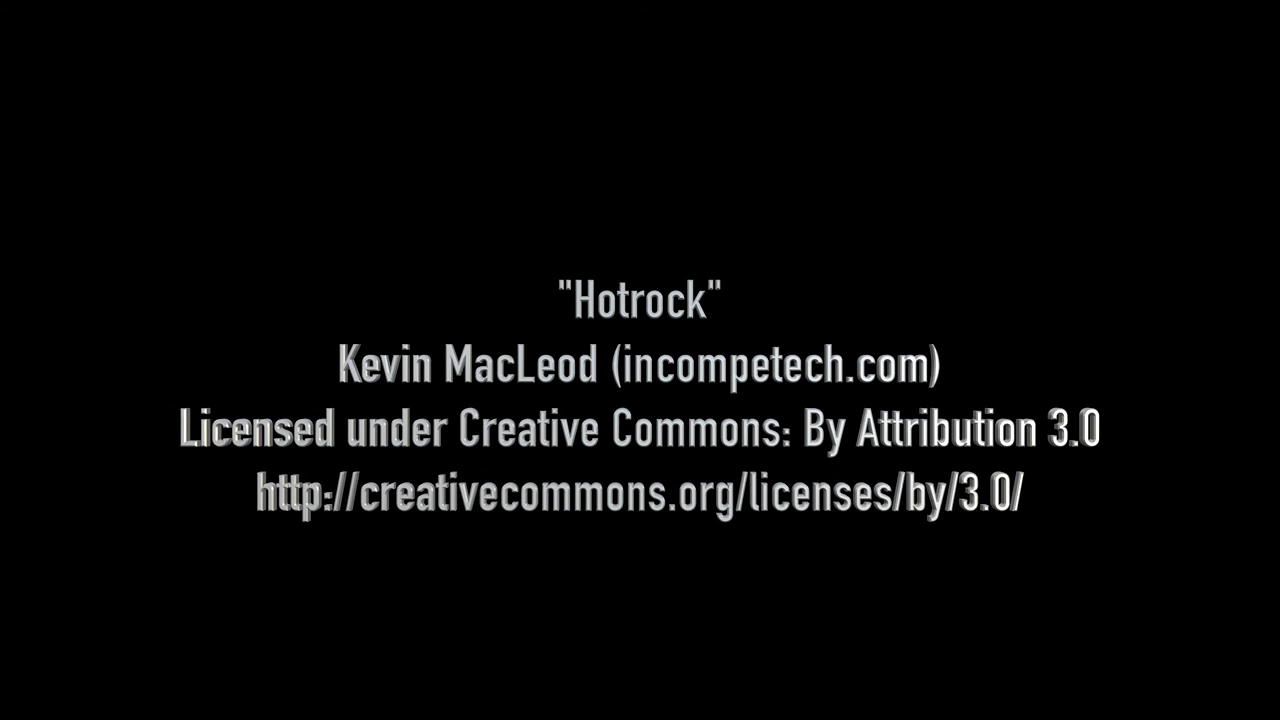 "Hotrock"
Kevin MacLeod (incompetech.com)
Licensed under Creative Commons: By Attribution 3.0
http://creativecommons.org/licenses/by/3.0/